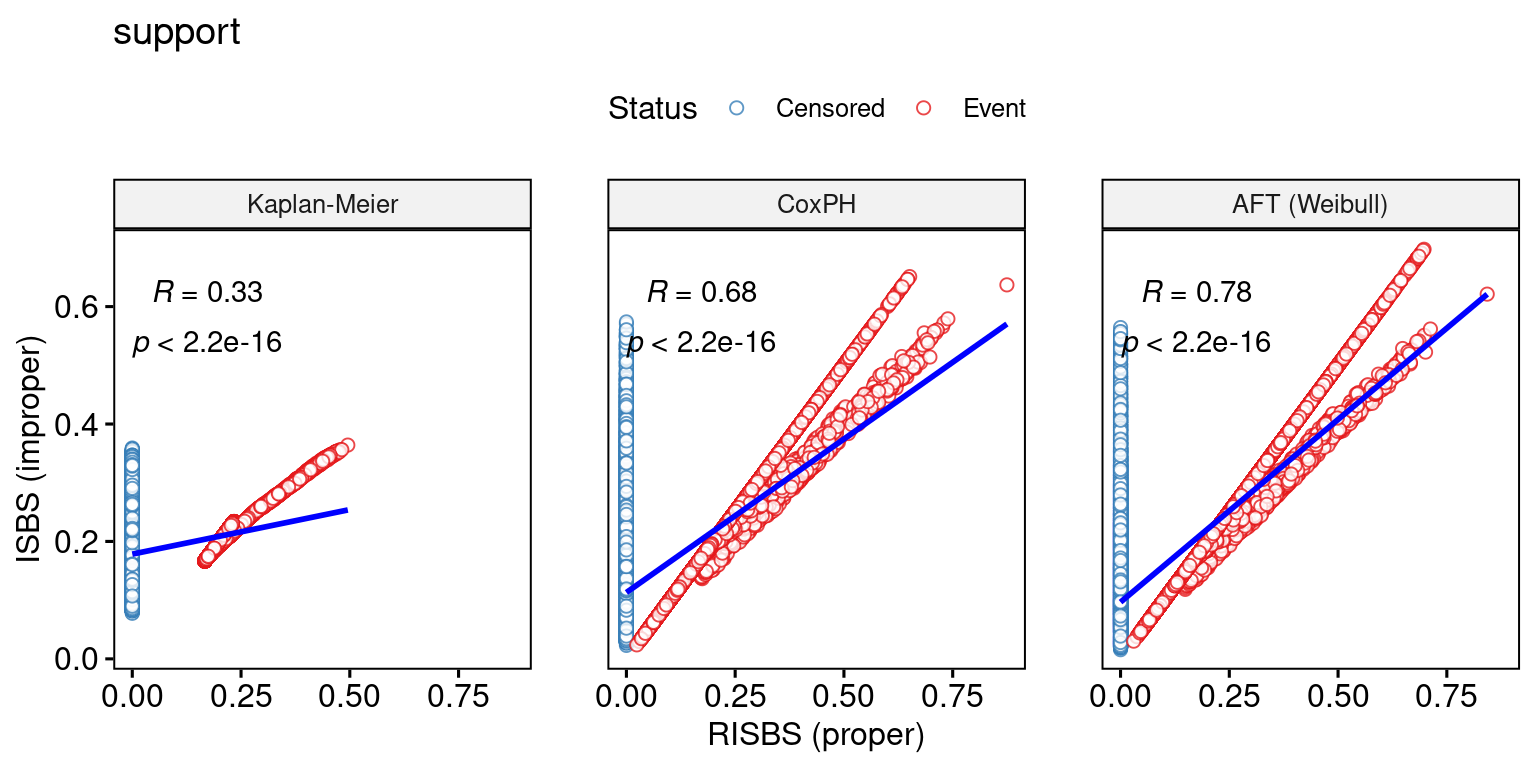 support
Status Censored Event
Kaplan-Meier CoxPH AFT (Weibull)
R = 0.33 R = 0.68 R = 0.78
p < 2.2e-16 p < 2.2e-16 p < 2.2e-16
ISBS (improper)
0.6
0.4
0.2
0.0
0.00 0.25 0.50 0.75 0.00 0.25 0.50 0.75 0.00 0.25 0.50 0.75
RISBS (proper)